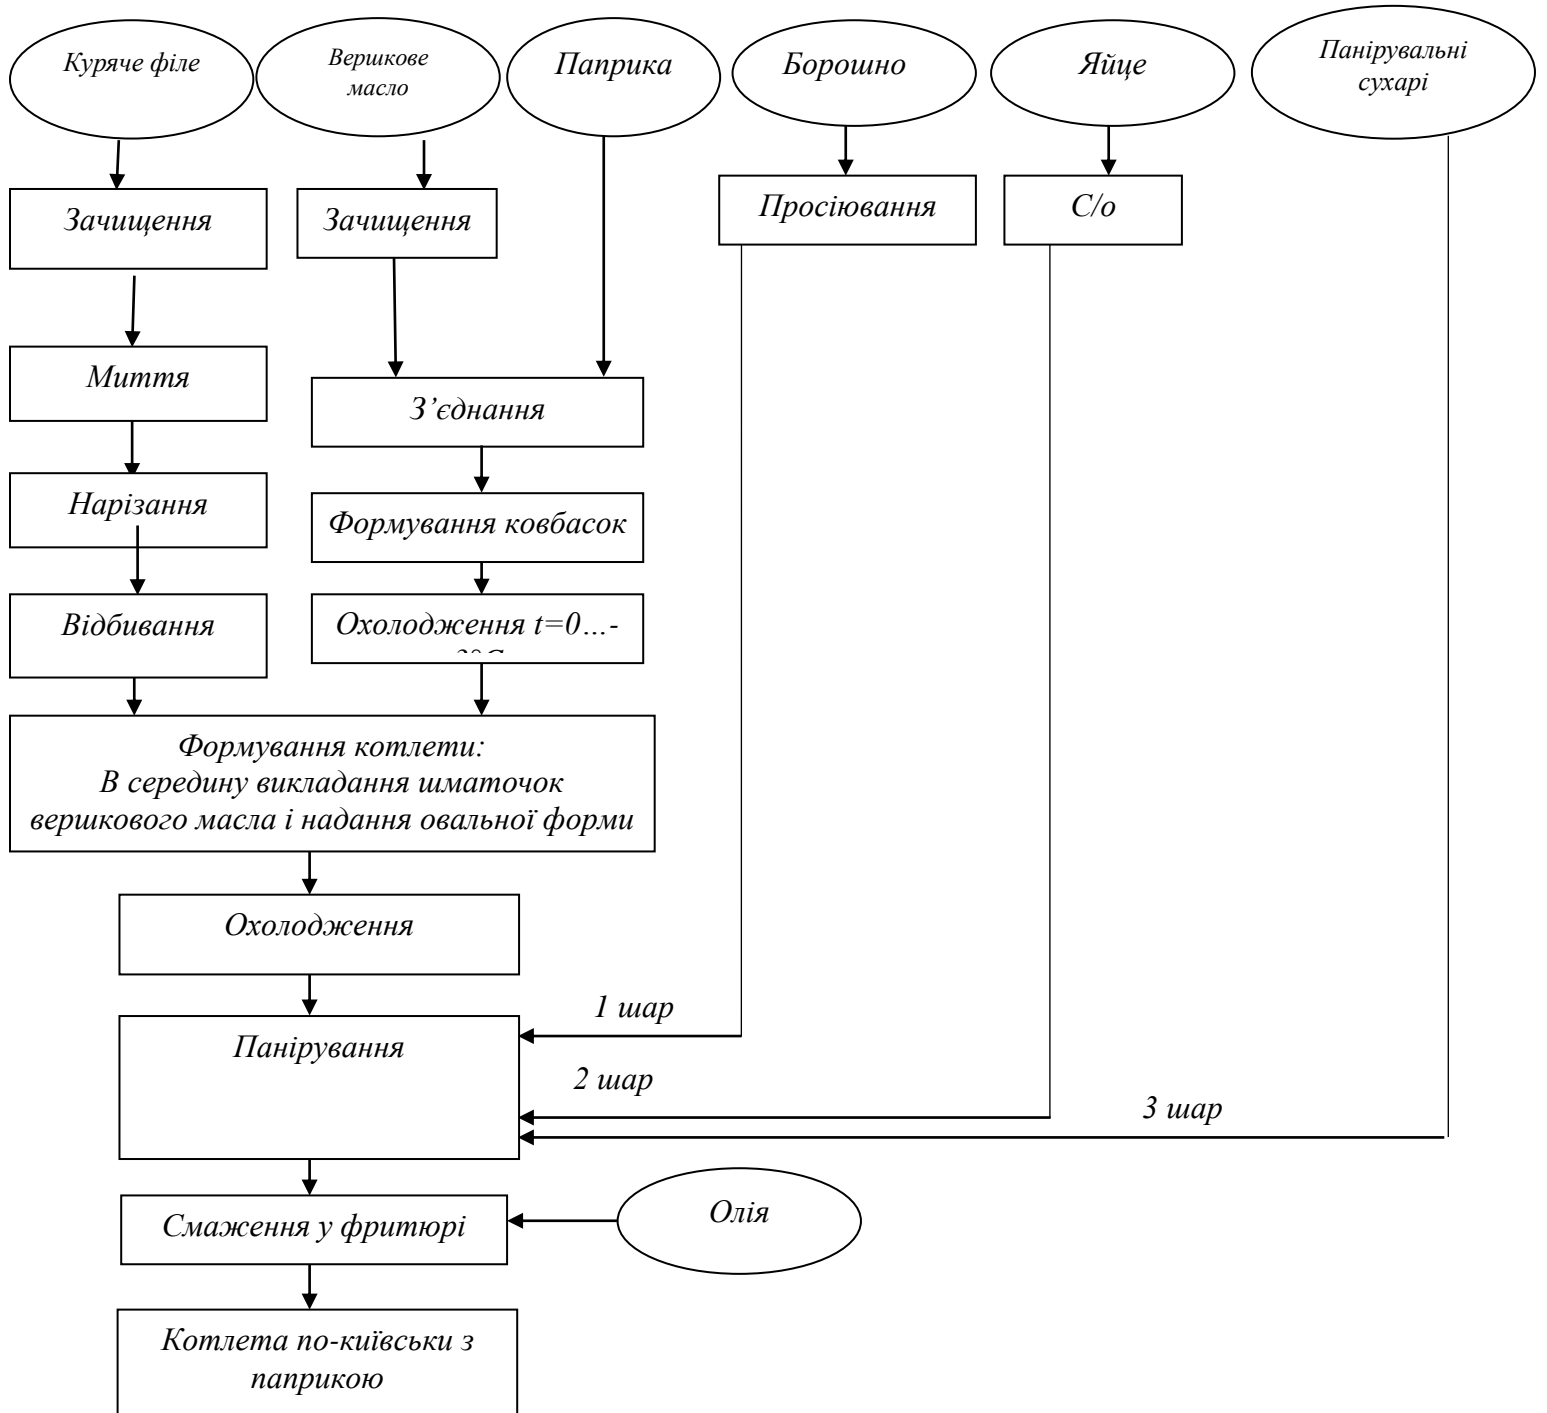 Куряче філе
Вершкове
масло
Паприка
Борошно
Яйце
Панірувальні
сухарі
Зачищення
Зачищення
Просіювання
С/о
Миття
З’єднання
Нарізання
Формування ковбасок
Відбивання
Охолодження t=0…-
Формування котлети:
В середину викладання шматочок
вершкового масла і надання овальної форми
Охолодження
1 шар
Панірування
2 шар
3 шар
Смаження у фритюрі
Олія
Котлета по-київськи з
паприкою